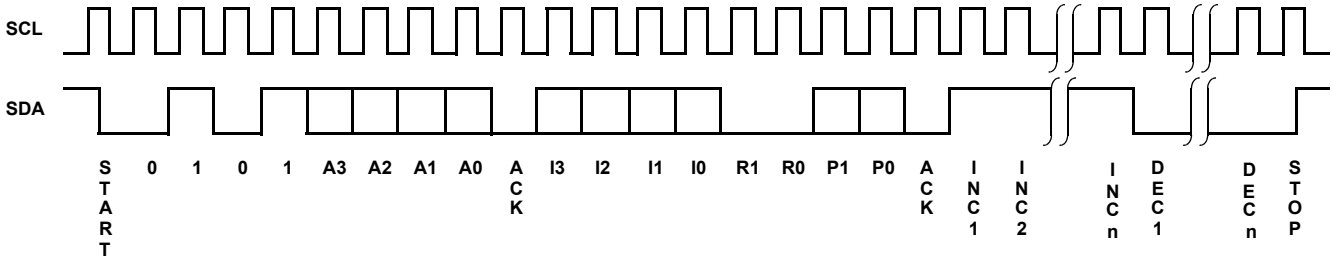 SCL
SDA
START 0 1 0 1 A3 A2 A1 A0 ACK I3 I2 I1 I0 R1 R0 P1 P0 ACK INC1 INC2 INCn DEC1 DECn STOP